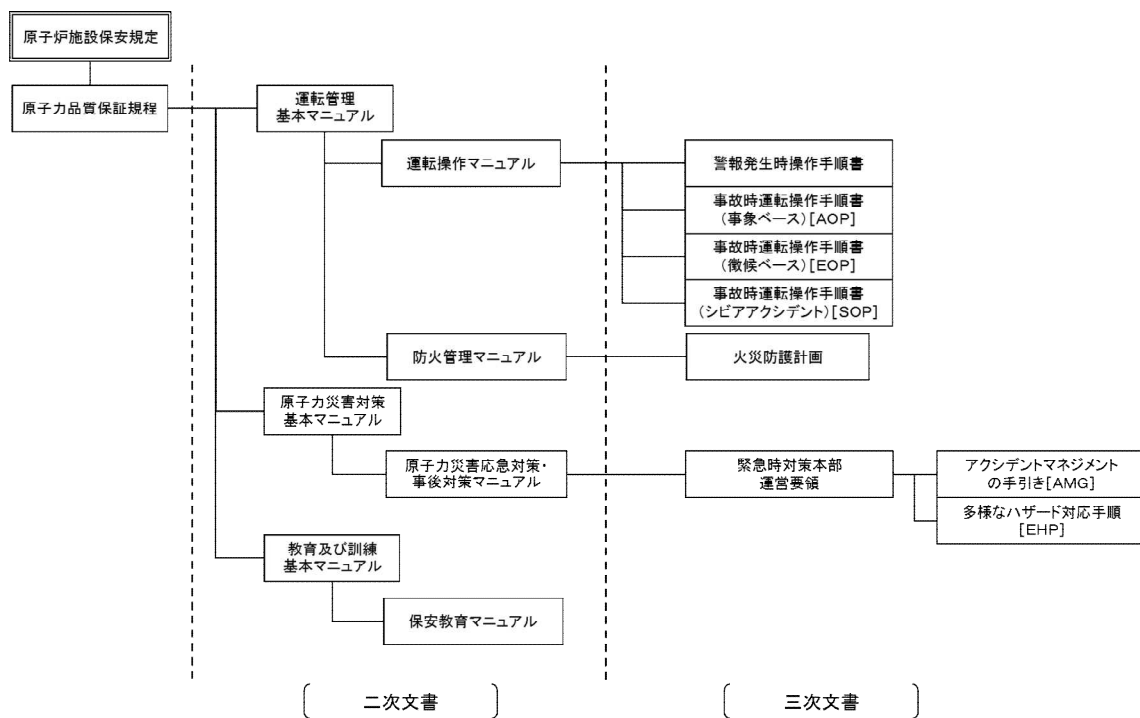 原子炉施設保安規定
原子力品質保証規程
運転管理
基本マニュアル
運転操作マニュアル
警報発生時操作手順書
事故時運転操作手順書
(事象ベース)[AOP]
事故時運転操作手順書
(徴候ベース)[EOP]
事故時運転操作手順書
(シビアアクシデント)[SOP]
防火管理マニュアル
火災防護計画
原子力災害対策
基本マニュアル
原子力災害応急対策・
事後対策マニュアル
緊急時対策本部
運営要領
アクシデントマネジメント
の手引き[AMG]
多様なハザード対応手順
[EHP]
教育及び訓練
基本マニュアル
保安教育マニュアル
二次文書
三次文書